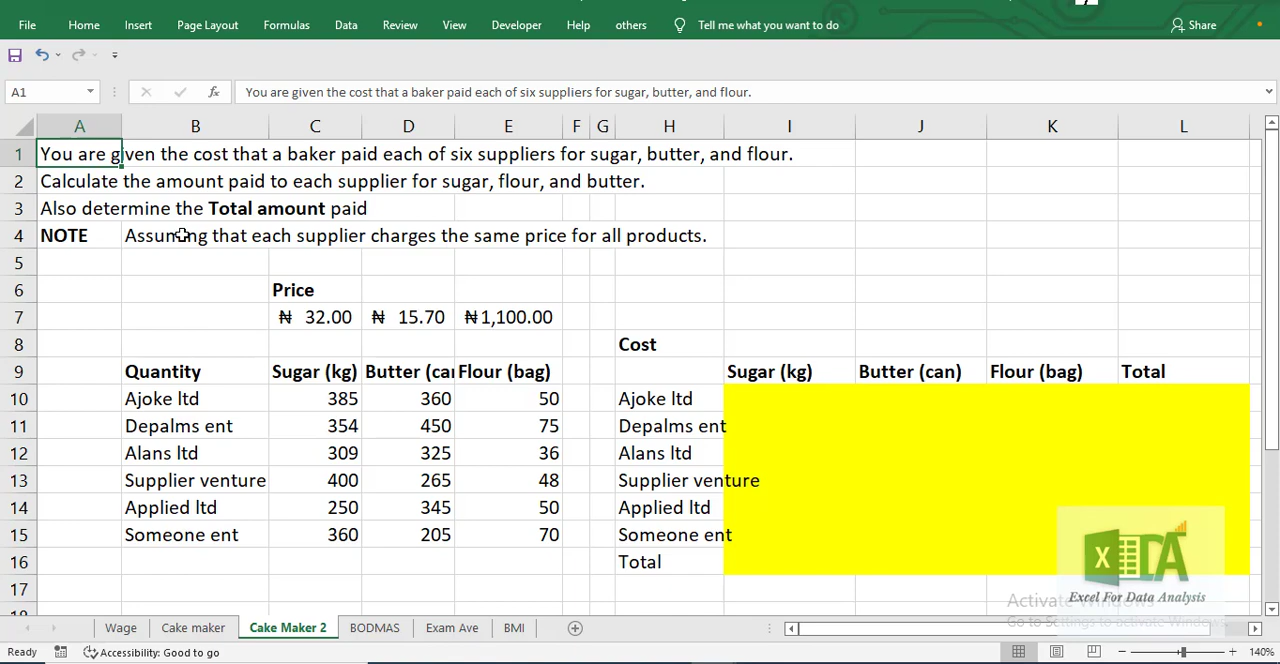 File Home Insert Page Layout Formulas Data Review View Developer Help others Tell me what you want to do Share
A1 fx You are given the cost that a baker paid each of six suppliers for sugar, butter, and flour.
A B C D E F G H I J K L
1 You are given the cost that a baker paid each of six suppliers for sugar, butter, and flour.
2 Calculate the amount paid to each supplier for sugar, flour, and butter.
3 Also determine the Total amount paid
4 NOTE Assuming that each supplier charges the same price for all products.
5
6 Price
7 ₦ 32.00 ₦ 15.70 ₦1,100.00
8 Cost
9 Quantity Sugar (kg) Butter (can Flour (bag) Sugar (kg) Butter (can) Flour (bag) Total
10 Ajoke ltd 385 360 50 Ajoke ltd
11 Depalms ent 354 450 75 Depalms ent
12 Alans ltd 309 325 36 Alans ltd
13 Supplier venture 400 265 48 Supplier venture
14 Applied ltd 250 345 50 Applied ltd
15 Someone ent 360 205 70 Someone ent
16 Total
17
X DA
Excel For Data Analysis
Activate Windows
Go to Settings to activate Windows.
Wage Cake maker Cake Maker 2 BODMAS Exam Ave BMI
Ready Accessibility: Good to go 140%